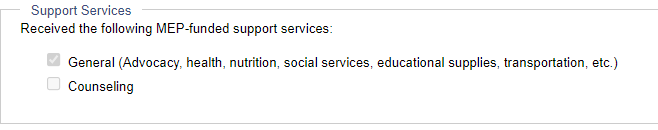 Support Services
Received the following MEP-funded support services:
General (Advocacy, health, nutrition, social services, educational supplies, transportation, etc.)
Counseling